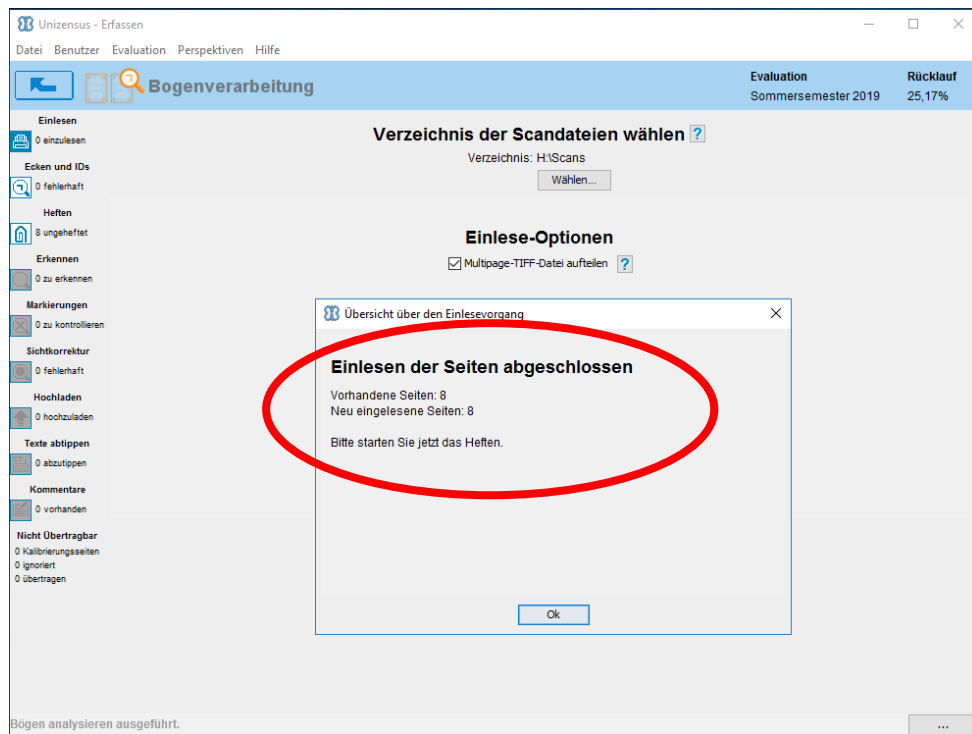 Unizensus - Erfassen
Datei Benutzer Evaluation Perspektiven Hilfe
Bogenverarbeitung
Evaluation
Sommersemester 2019
Rücklauf
25,17%
Einlesen
0 einzulesen
Ecken und IDs
0 fehlerhaft
Heften
8 ungeheftet
Erkennen
0 zu erkennen
Markierungen
0 zu kontrollieren
Sichtkorrektur
0 fehlerhaft
Hochladen
0 hochzuladen
Texte abtippen
0 abzutippen
Kommentare
0 vorhanden
Nicht Übertragbar
0 Kalibrierungsseiten
0 ignoriert
0 übertragen
Verzeichnis der Scandateien wählen ?
Verzeichnis: H:\Scans
Wählen...
Einlese-Optionen
Multipage-TIFF-Datei aufteilen ?
Übersicht über den Einlesevorgang
Einlesen der Seiten abgeschlossen
Vorhandene Seiten: 8
Neu eingelesene Seiten: 8
Bitte starten Sie jetzt das Heften.
Ok
Bögen analysieren ausgeführt.
...